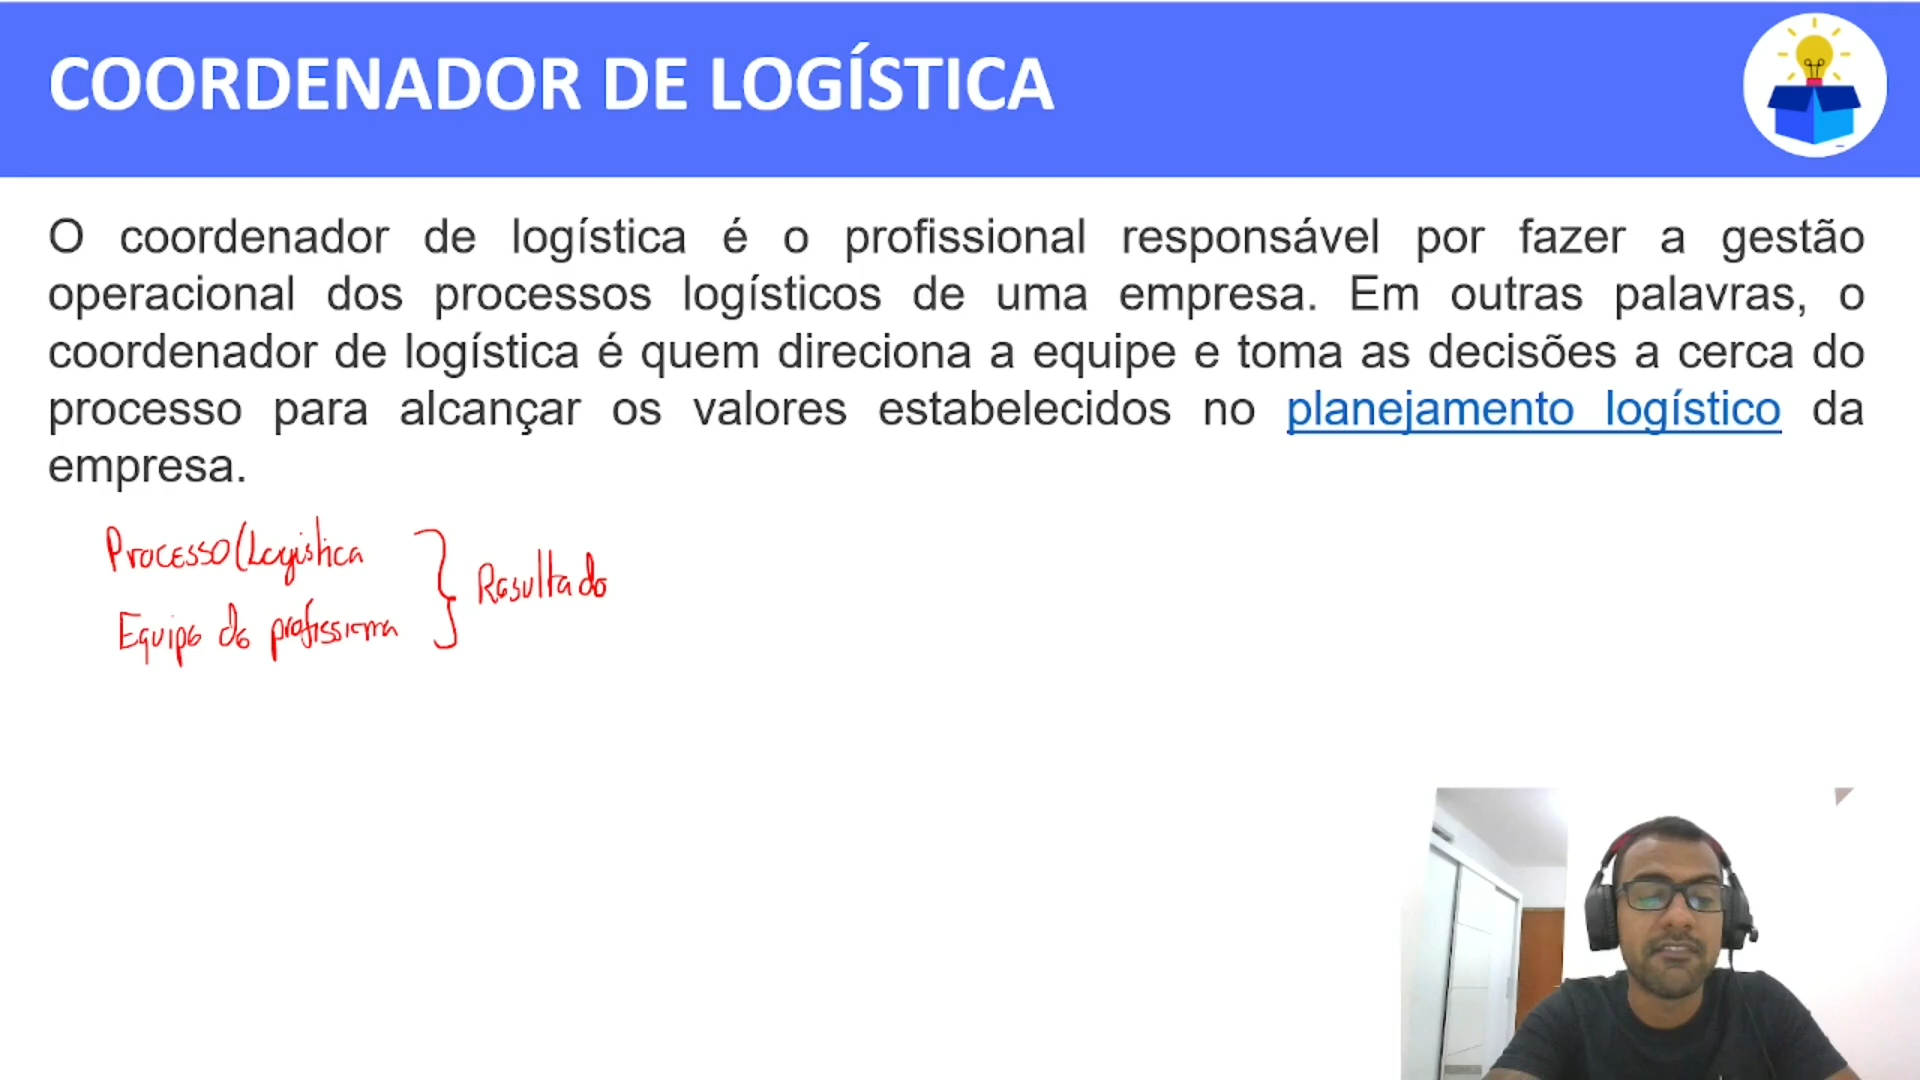 COORDENADOR DE LOGÍSTICA
O coordenador de logística é o profissional responsável por fazer a gestão
operacional dos processos logísticos de uma empresa. Em outras palavras, o
coordenador de logística é quem direciona a equipe e toma as decisões a cerca do
processo para alcançar os valores estabelecidos no planejamento logístico da
empresa.
Processo(Logistica
Equipe de profissiona
Resultado